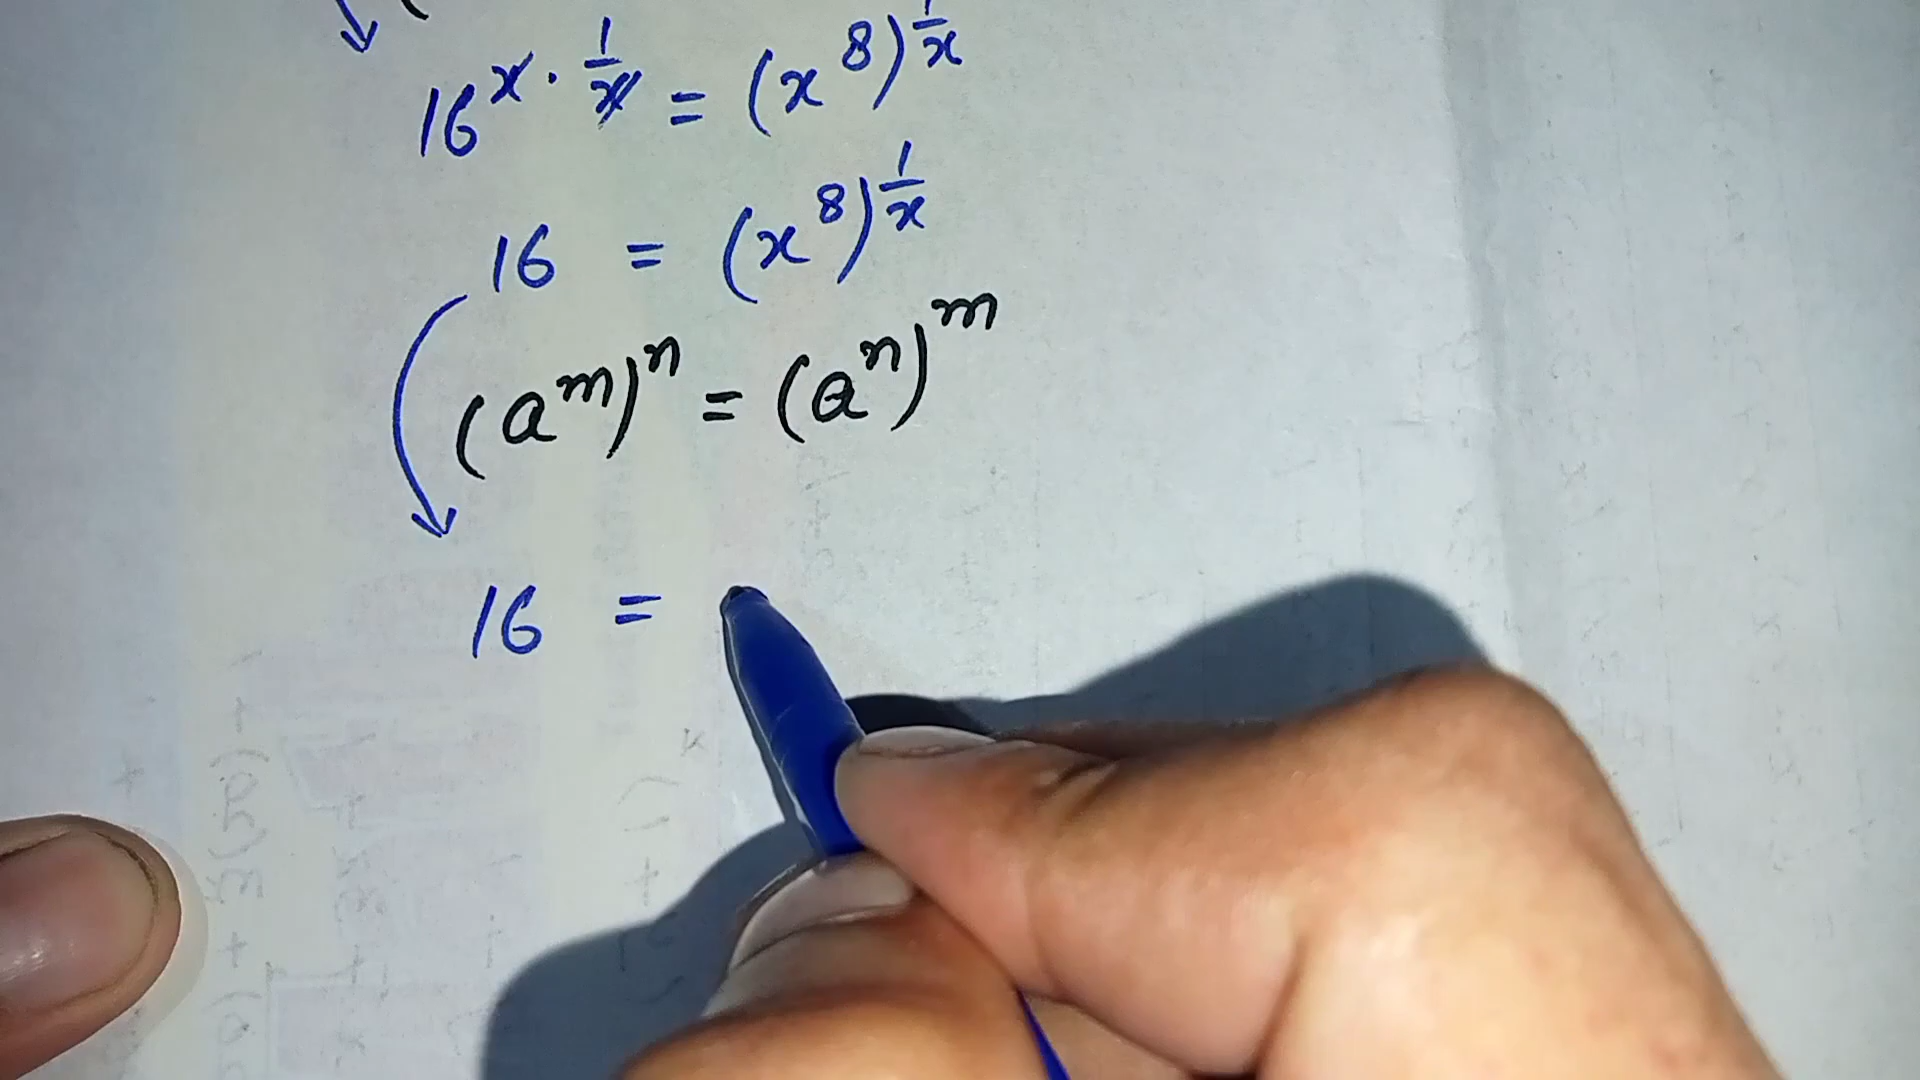 16^{x · 1/x} = (x^8)^{1/x}
16 = (x^8)^{1/x}
(a^m)^n = (a^n)^m
16 =